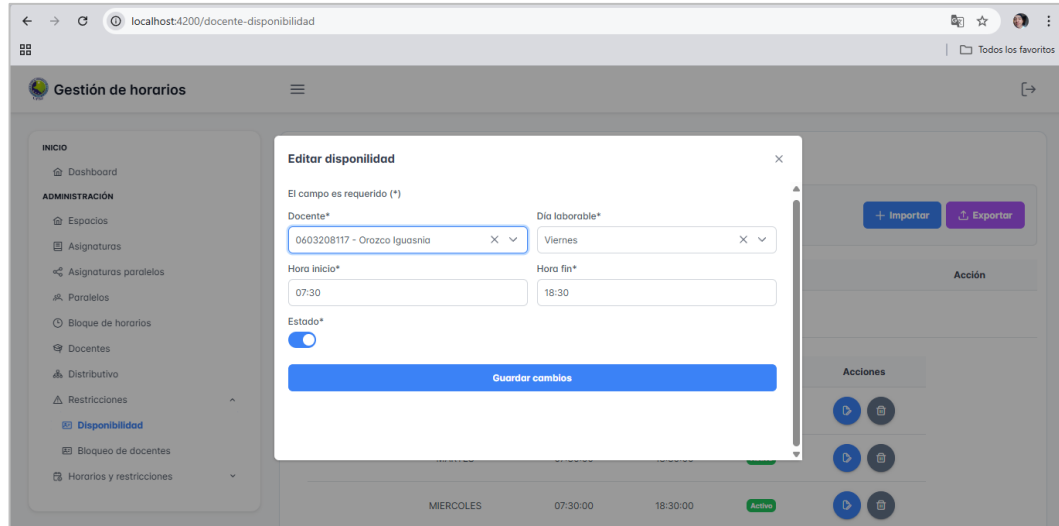 localhost:4200/docente-disponibilidad
Todos los favoritos
Gestión de horarios
INICIO
Dashboard
ADMINISTRACIÓN
Espacios
Asignaturas
Asignaturas paralelos
Paralelos
Bloque de horarios
Docentes
Distributivo
Restricciones
Disponibilidad
Bloqueo de docentes
Horarios y restricciones
Editar disponilidad
El campo es requerido (*)
Docente* Día laborable*
0603208117 - Orozco Iguasnia Viernes
Hora inicio* Hora fin*
07:30 18:30
Estado*
Guardar cambios
Importar Exportar
Acción
Acciones
MIERCOLES 07:30:00 18:30:00 Activo